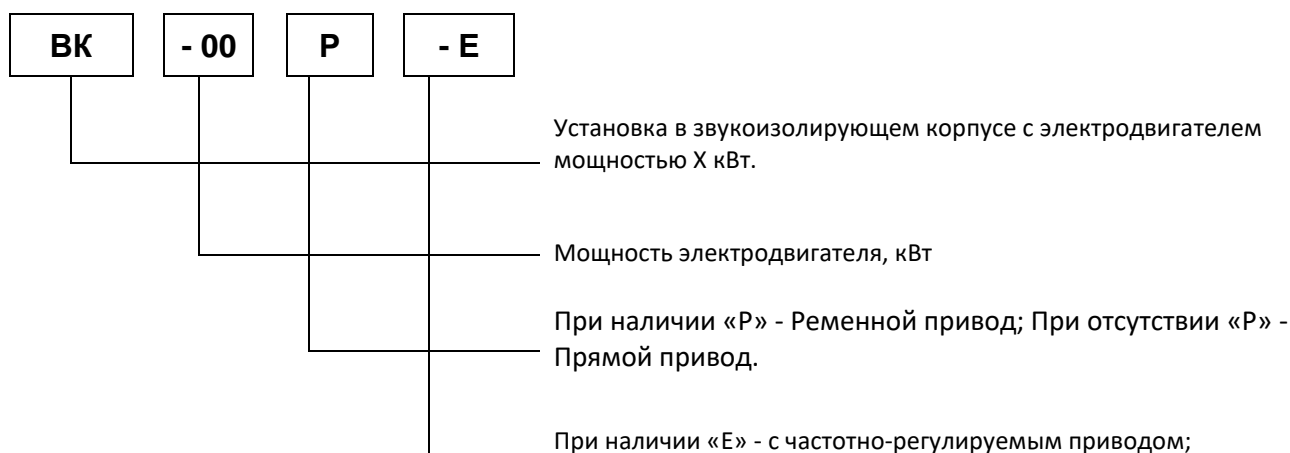 ВК - 00 Р - Е
Установка в звукоизолирующем корпусе с электродвигателем
мощностью X кВт.
Мощность электродвигателя, кВт
При наличии «Р» - Ременной привод; При отсутствии «Р» -
Прямой привод.
При наличии «Е» - с частотно-регулируемым приводом;